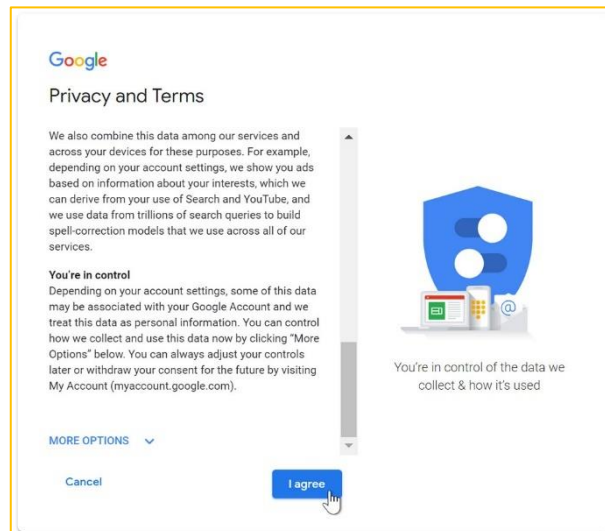 Google
Privacy and Terms
We also combine this data among our services and
across your devices for these purposes. For example,
depending on your account settings, we show you ads
based on information about your interests, which we
can derive from your use of Search and YouTube, and
we use data from trillions of search queries to build
spell-correction models that we use across all of our
services.
You're in control
Depending on your account settings, some of this data
may be associated with your Google Account and we
treat this data as personal information. You can control
how we collect and use this data now by clicking “More
Options” below. You can always adjust your controls
later or withdraw your consent for the future by visiting
My Account (myaccount.google.com).
MORE OPTIONS
Cancel
I agree
@
You're in control of the data we
collect & how it's used